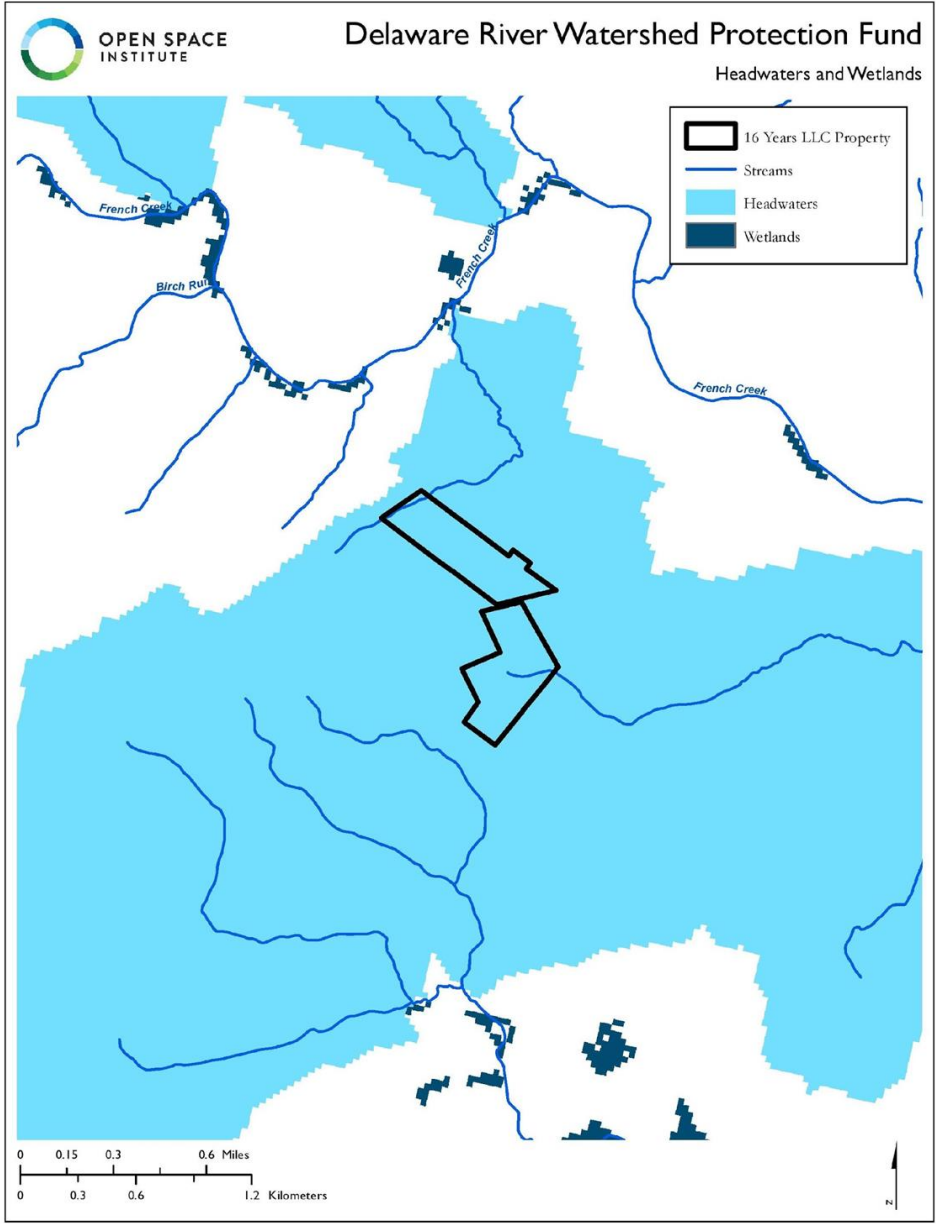 OPEN SPACE
INSTITUTE
Delaware River Watershed Protection Fund
Headwaters and Wetlands
16 Years LLC Property
Streams
Headwaters
Wetlands
French Creek
French Creek
Birch Run
French Creek
0 0.15 0.3 0.6 Miles
0 0.3 0.6 1.2 Kilometers
N